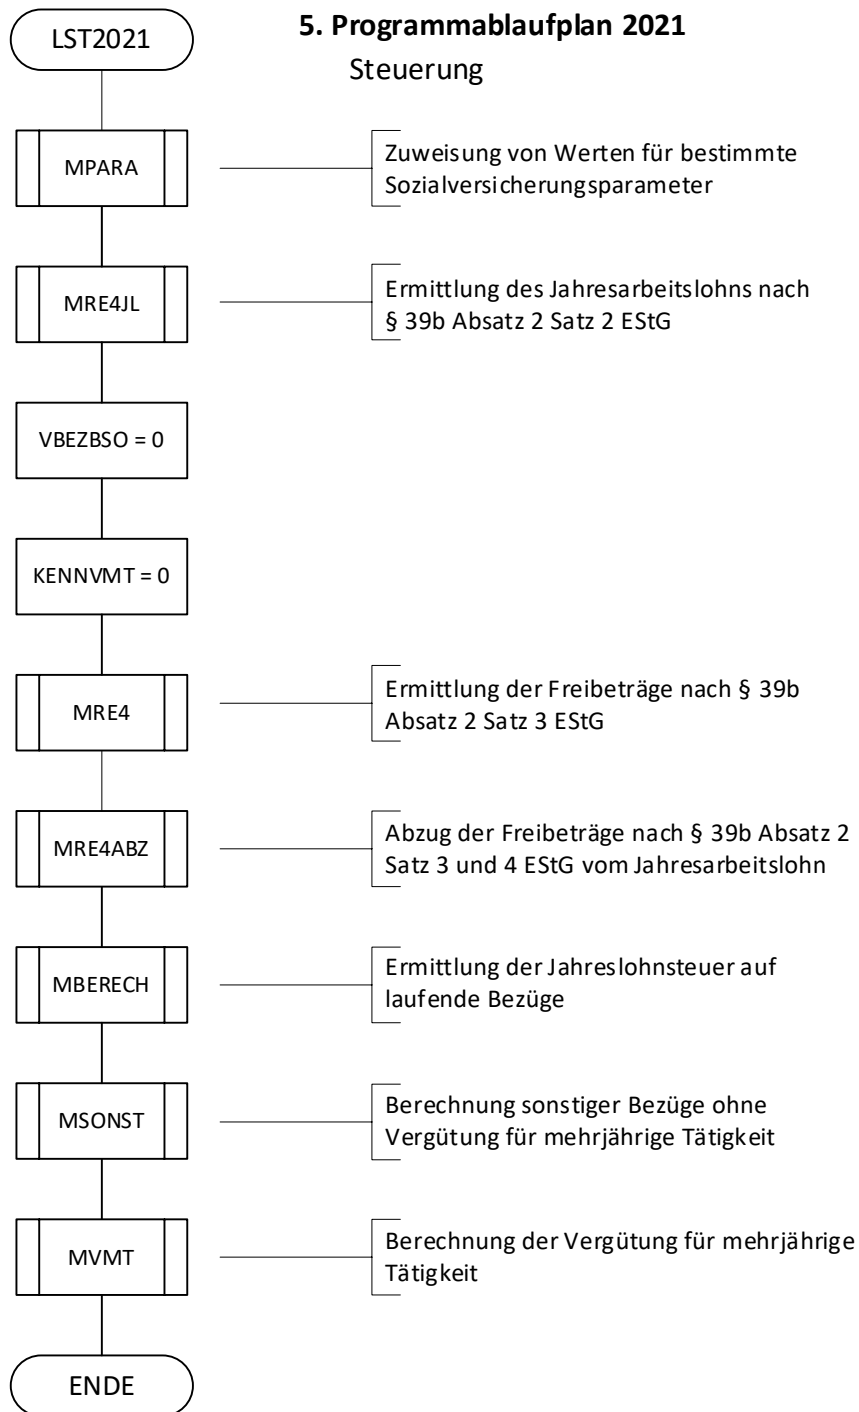 LST2021
5. Programmablaufplan 2021
Steuerung
MPARA
Zuweisung von Werten für bestimmte
Sozialversicherungsparameter
MRE4JL
Ermittlung des Jahresarbeitslohns nach
§ 39b Absatz 2 Satz 2 EStG
VBEZBSO = 0
KENNVMT = 0
MRE4
Ermittlung der Freibeträge nach § 39b
Absatz 2 Satz 3 EStG
MRE4ABZ
Abzug der Freibeträge nach § 39b Absatz 2
Satz 3 und 4 EStG vom Jahresarbeitslohn
MBERECH
Ermittlung der Jahreslohnsteuer auf
laufende Bezüge
MSONST
Berechnung sonstiger Bezüge ohne
Vergütung für mehrjährige Tätigkeit
MVMT
Berechnung der Vergütung für mehrjährige
Tätigkeit
ENDE